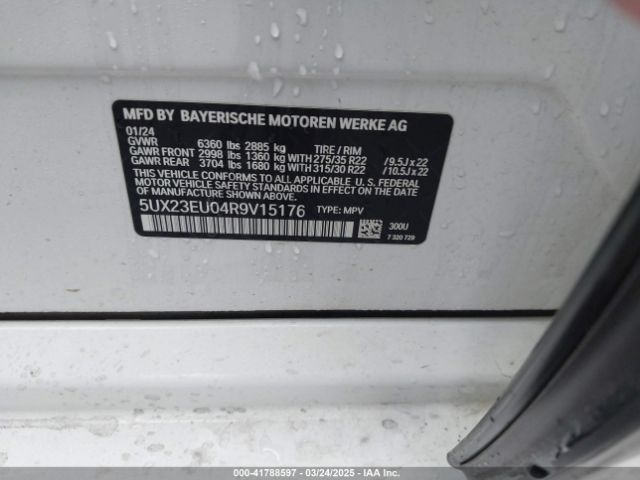 MFD BY BAYERISCHE MOTOREN WERKE AG
01/24
GVWR 6360 lbs 2885 kg TIRE / RIM
GAWR FRONT 2998 lbs 1360 kg WITH 275/35 R22 /9.5J x 22
GAWR REAR 3704 lbs 1680 kg WITH 315/30 R22 /10.5J x 22
THIS VEHICLE CONFORMS TO ALL APPLICABLE U. S. FEDERAL
MOTOR VEHICLE SAFETY STANDARDS IN EFFECT ON THE DATE OF
MANUFACTURE SHOWN ABOVE.
5UX23EU04R9V15176 TYPE: MPV
300U
7 320 729
000-41788597 - 03/24/2025 - IAA Inc.